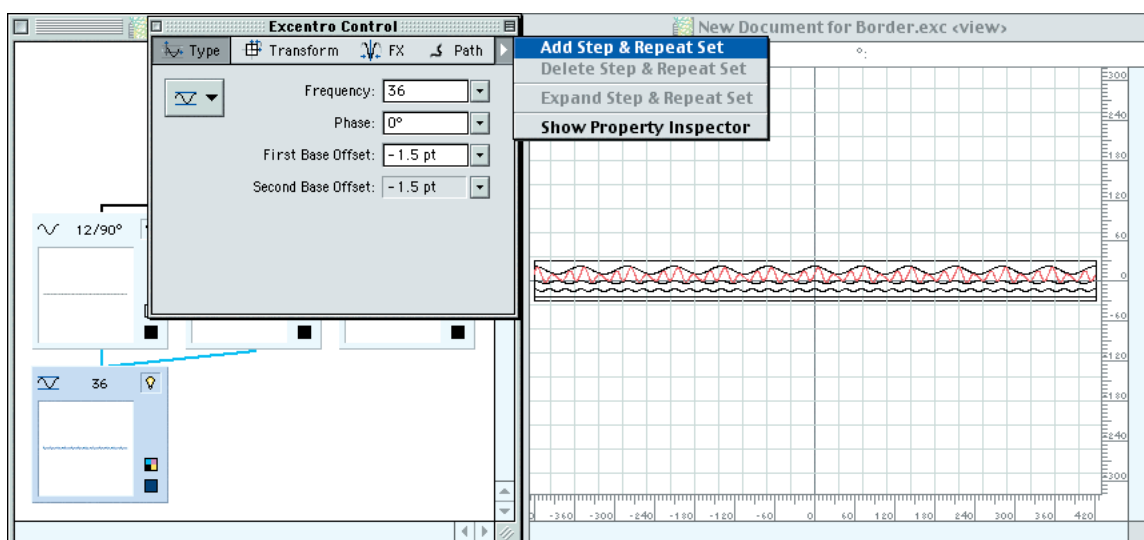 Excentro Control
New Document for Border.exc <view>
Type Transform FX Path
Add Step & Repeat Set
Delete Step & Repeat Set
Expand Step & Repeat Set
Show Property Inspector
Frequency: 36
Phase: 0°
First Base Offset: -1.5 pt
Second Base Offset: -1.5 pt
12/90°
36
300
240
180
120
60
0
-60
-120
-180
-240
-300
-360 -300 -240 -180 -120 -60 0 60 120 180 240 300 360 420